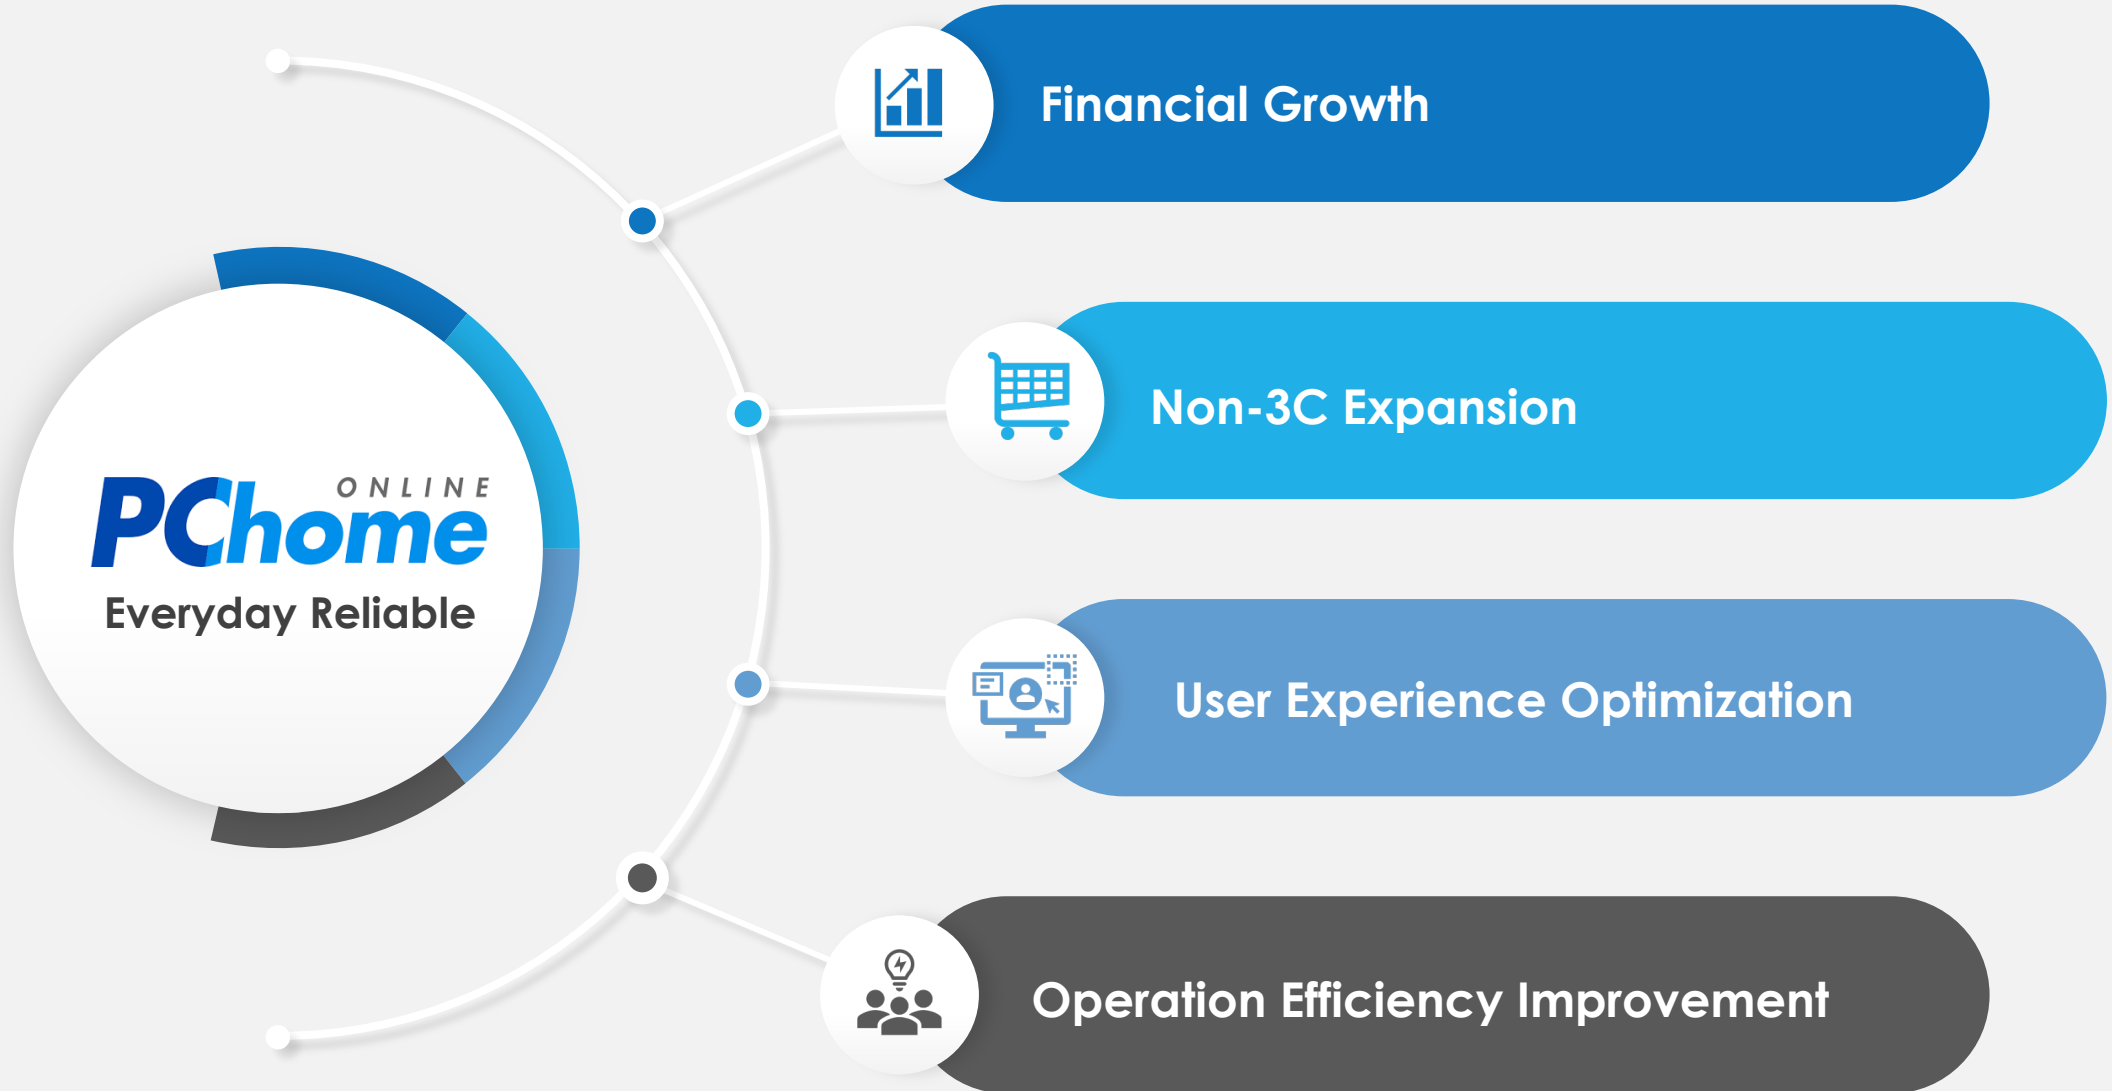 Financial Growth
Non-3C Expansion
ONLINE
PChome
Everyday Reliable
User Experience Optimization
Operation Efficiency Improvement